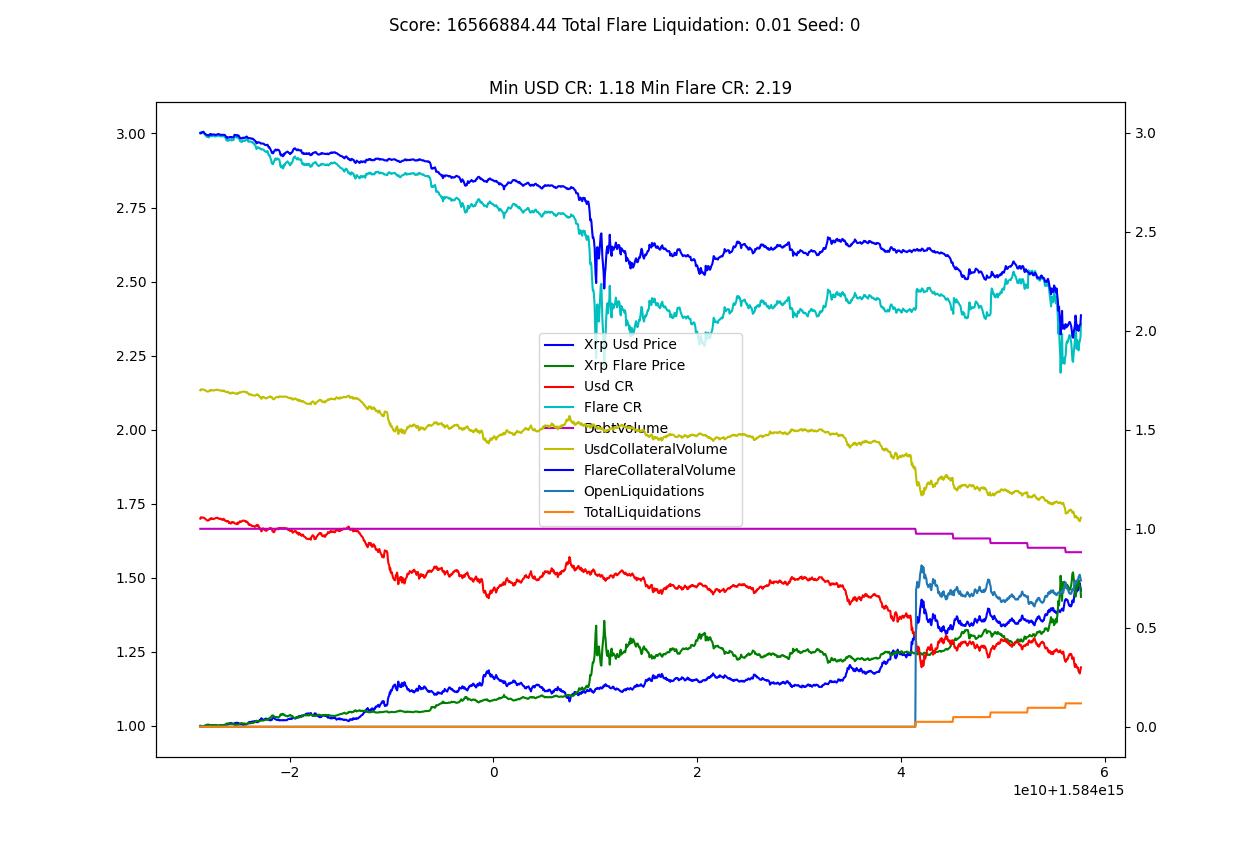 Score: 16566884.44 Total Flare Liquidation: 0.01 Seed: 0
Min USD CR: 1.18 Min Flare CR: 2.19
3.00
2.75
2.50
2.25
2.00
1.75
1.50
1.25
1.00
3.0
2.5
2.0
1.5
1.0
0.5
0.0
Xrp Usd Price
Xrp Flare Price
Usd CR
Flare CR
DebtVolume
UsdCollateralVolume
FlareCollateralVolume
OpenLiquidations
TotalLiquidations
−2 0 2 4 6
1e10+1.584e15